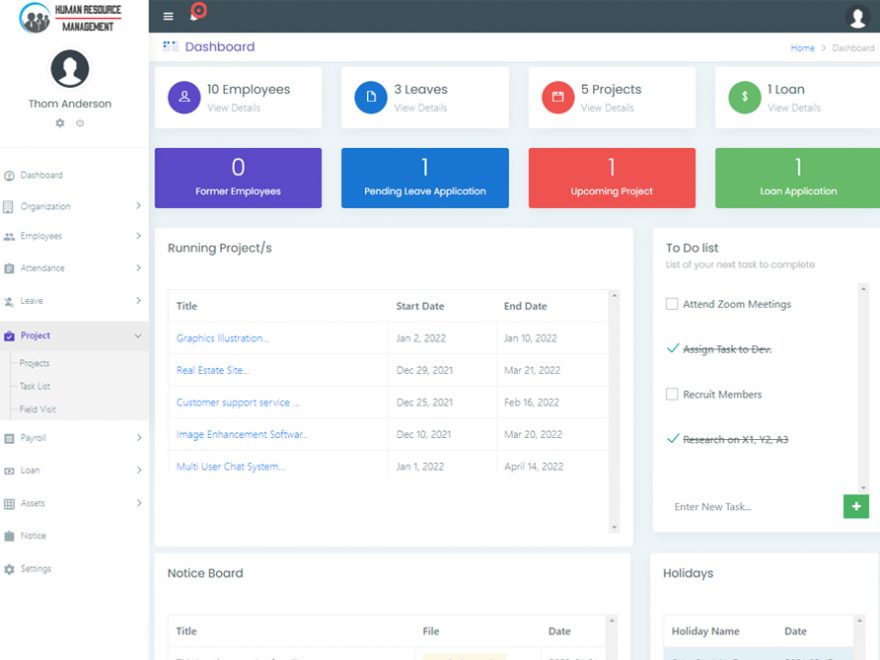 HUMAN RESOURCE
MANAGEMENT
Thom Anderson
Dashboard
Organization
Employees
Attendance
Leave
Project
Projects
Task List
Field Visit
Payroll
Loan
Assets
Notice
Settings
Dashboard
Home > Dashboard
10 Employees
View Details
3 Leaves
View Details
5 Projects
View Details
1 Loan
View Details
0
Former Employees
1
Pending Leave Application
1
Upcoming Project
1
Loan Application
Running Project/s
Title Start Date End Date
Graphics Illustration... Jan 2, 2022 Jan 10, 2022
Real Estate Site... Dec 29, 2021 Mar 21, 2022
Customer support service ... Dec 25, 2021 Feb 16, 2022
Image Enhancement Softwar... Dec 10, 2021 Mar 20, 2022
Multi User Chat System... Jan 1, 2022 April 14, 2022
To Do list
List of your next task to complete
Attend Zoom Meetings
Assign Task to Dev.
Recruit Members
Research on X1, Y2, A3
Enter New Task...
Notice Board
Title File Date
Holidays
Holiday Name Date